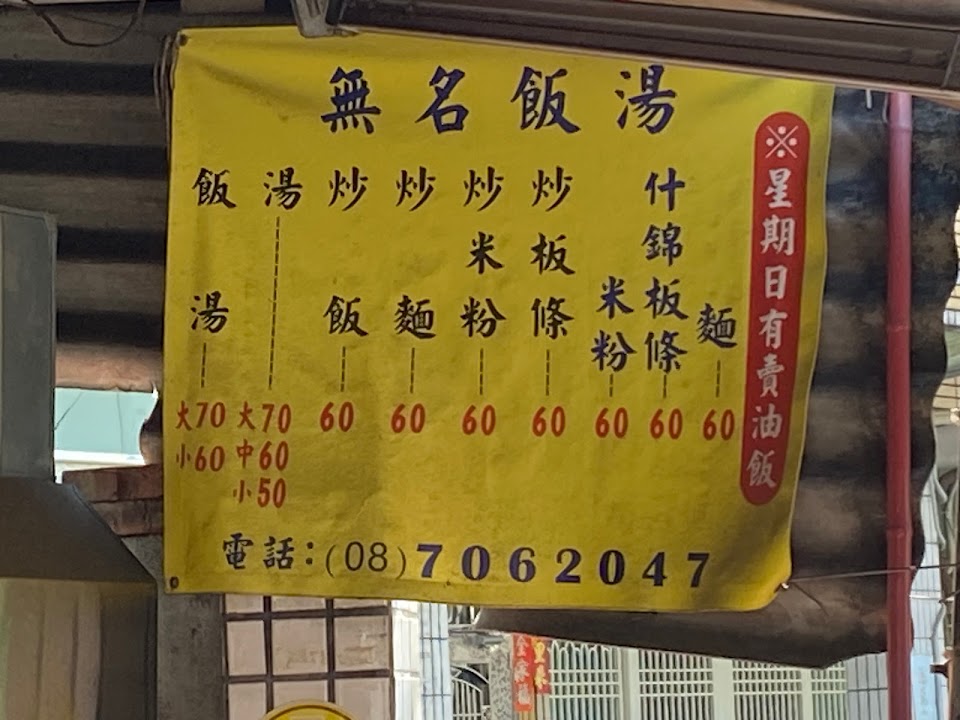 無名飯湯
飯湯 大70 小60
湯 大70 中60 小50
炒飯 60
炒麵 60
炒米粉 60
炒板條 60
什錦
米粉 60
板條 60
麵 60
※星期日有賣油飯
電話：(08)7062047